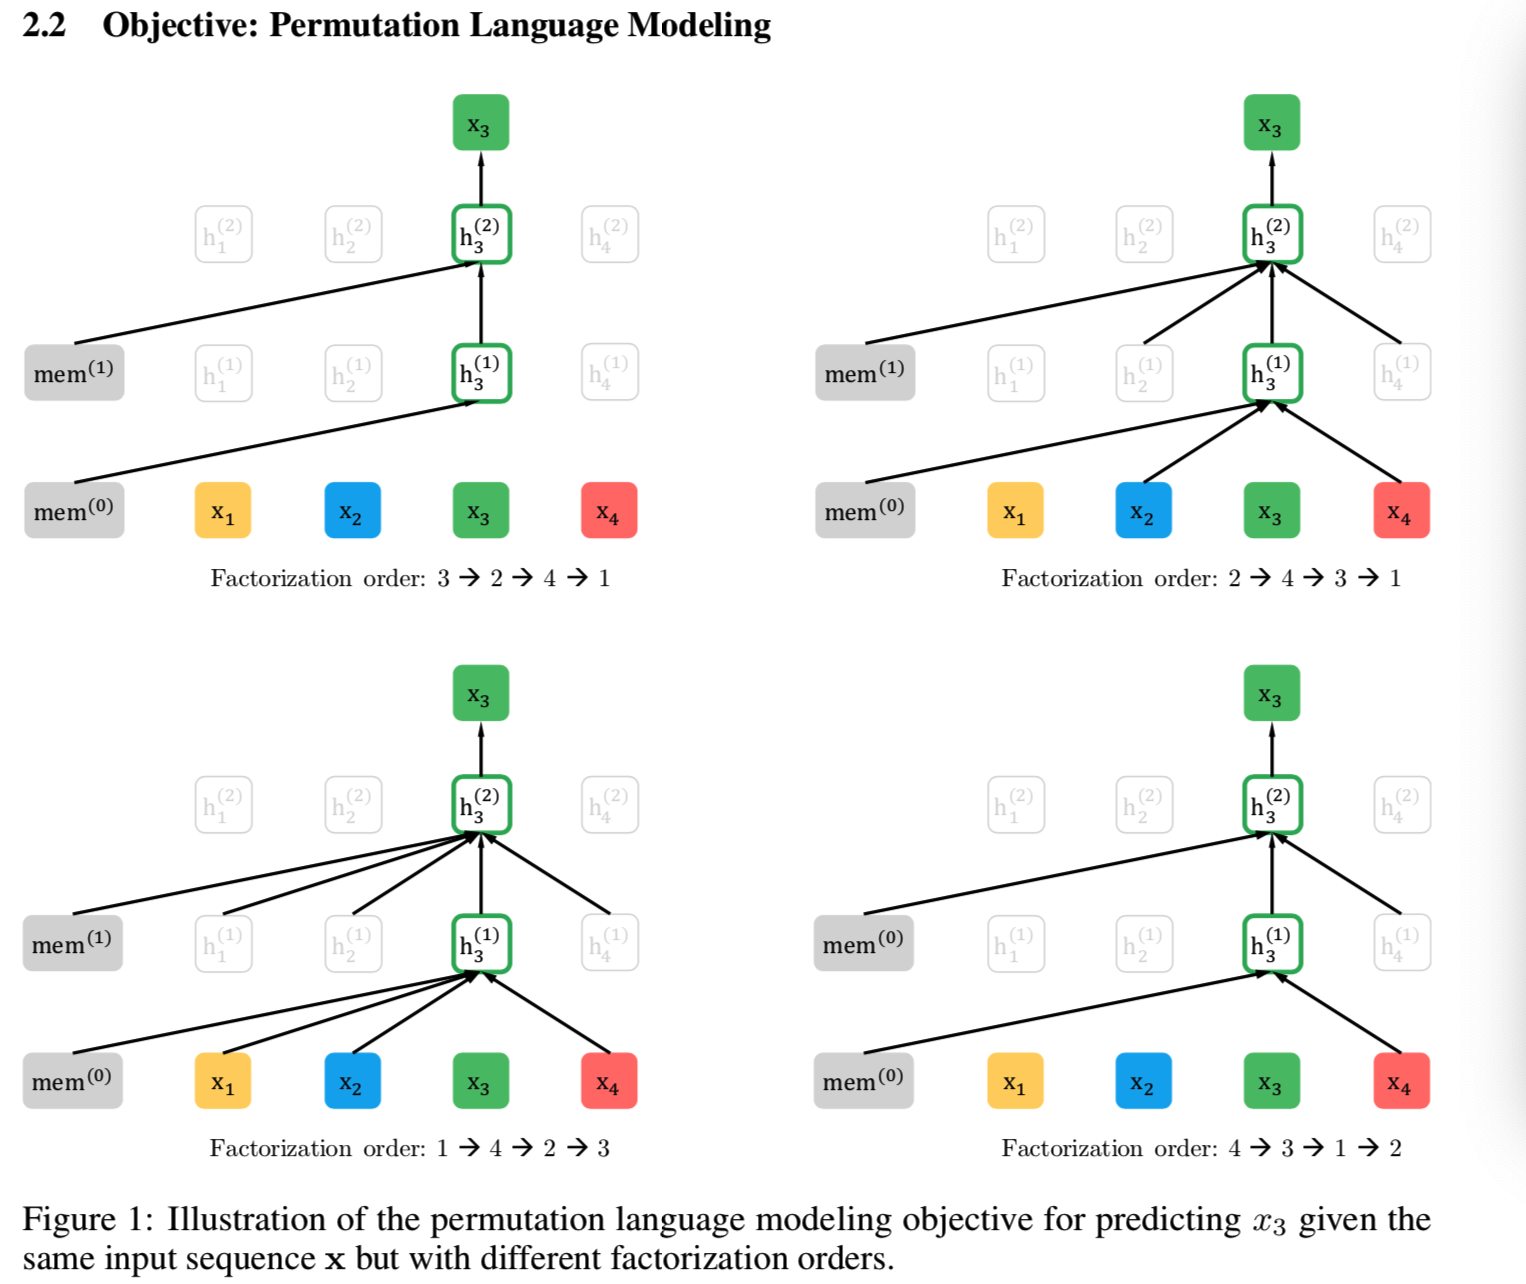 2.2 Objective: Permutation Language Modeling
x₃
h₁⁽²⁾ h₂⁽²⁾ h₃⁽²⁾ h₄⁽²⁾
mem⁽¹⁾ h₁⁽¹⁾ h₂⁽¹⁾ h₃⁽¹⁾ h₄⁽¹⁾
mem⁽⁰⁾ x₁ x₂ x₃ x₄
Factorization order: 3 → 2 → 4 → 1
x₃
h₁⁽²⁾ h₂⁽²⁾ h₃⁽²⁾ h₄⁽²⁾
mem⁽¹⁾ h₁⁽¹⁾ h₂⁽¹⁾ h₃⁽¹⁾ h₄⁽¹⁾
mem⁽⁰⁾ x₁ x₂ x₃ x₄
Factorization order: 2 → 4 → 3 → 1
x₃
h₁⁽²⁾ h₂⁽²⁾ h₃⁽²⁾ h₄⁽²⁾
mem⁽¹⁾ h₁⁽¹⁾ h₂⁽¹⁾ h₃⁽¹⁾ h₄⁽¹⁾
mem⁽⁰⁾ x₁ x₂ x₃ x₄
Factorization order: 1 → 4 → 2 → 3
x₃
h₁⁽²⁾ h₂⁽²⁾ h₃⁽²⁾ h₄⁽²⁾
mem⁽⁰⁾ h₁⁽¹⁾ h₂⁽¹⁾ h₃⁽¹⁾ h₄⁽¹⁾
mem⁽⁰⁾ x₁ x₂ x₃ x₄
Factorization order: 4 → 3 → 1 → 2
Figure 1: Illustration of the permutation language modeling objective for predicting x₃ given the
same input sequence x but with different factorization orders.